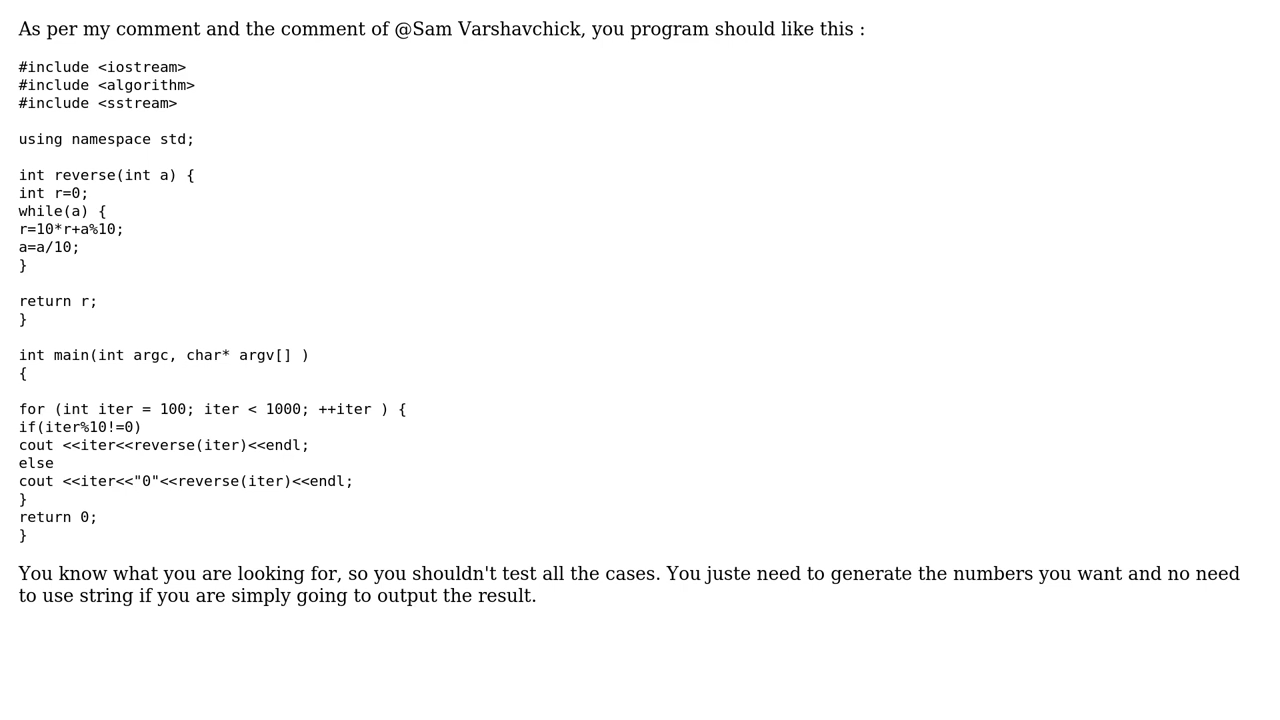 As per my comment and the comment of @Sam Varshavchick, you program should like this :
#include <iostream>
#include <algorithm>
#include <sstream>
using namespace std;
int reverse(int a) {
int r=0;
while(a) {
r=10*r+a%10;
a=a/10;
}
return r;
}
int main(int argc, char* argv[] )
{
for (int iter = 100; iter < 1000; ++iter ) {
if(iter%10!=0)
cout <<iter<<reverse(iter)<<endl;
else
cout <<iter<<"0"<<reverse(iter)<<endl;
}
return 0;
}
You know what you are looking for, so you shouldn't test all the cases. You juste need to generate the numbers you want and no need
to use string if you are simply going to output the result.